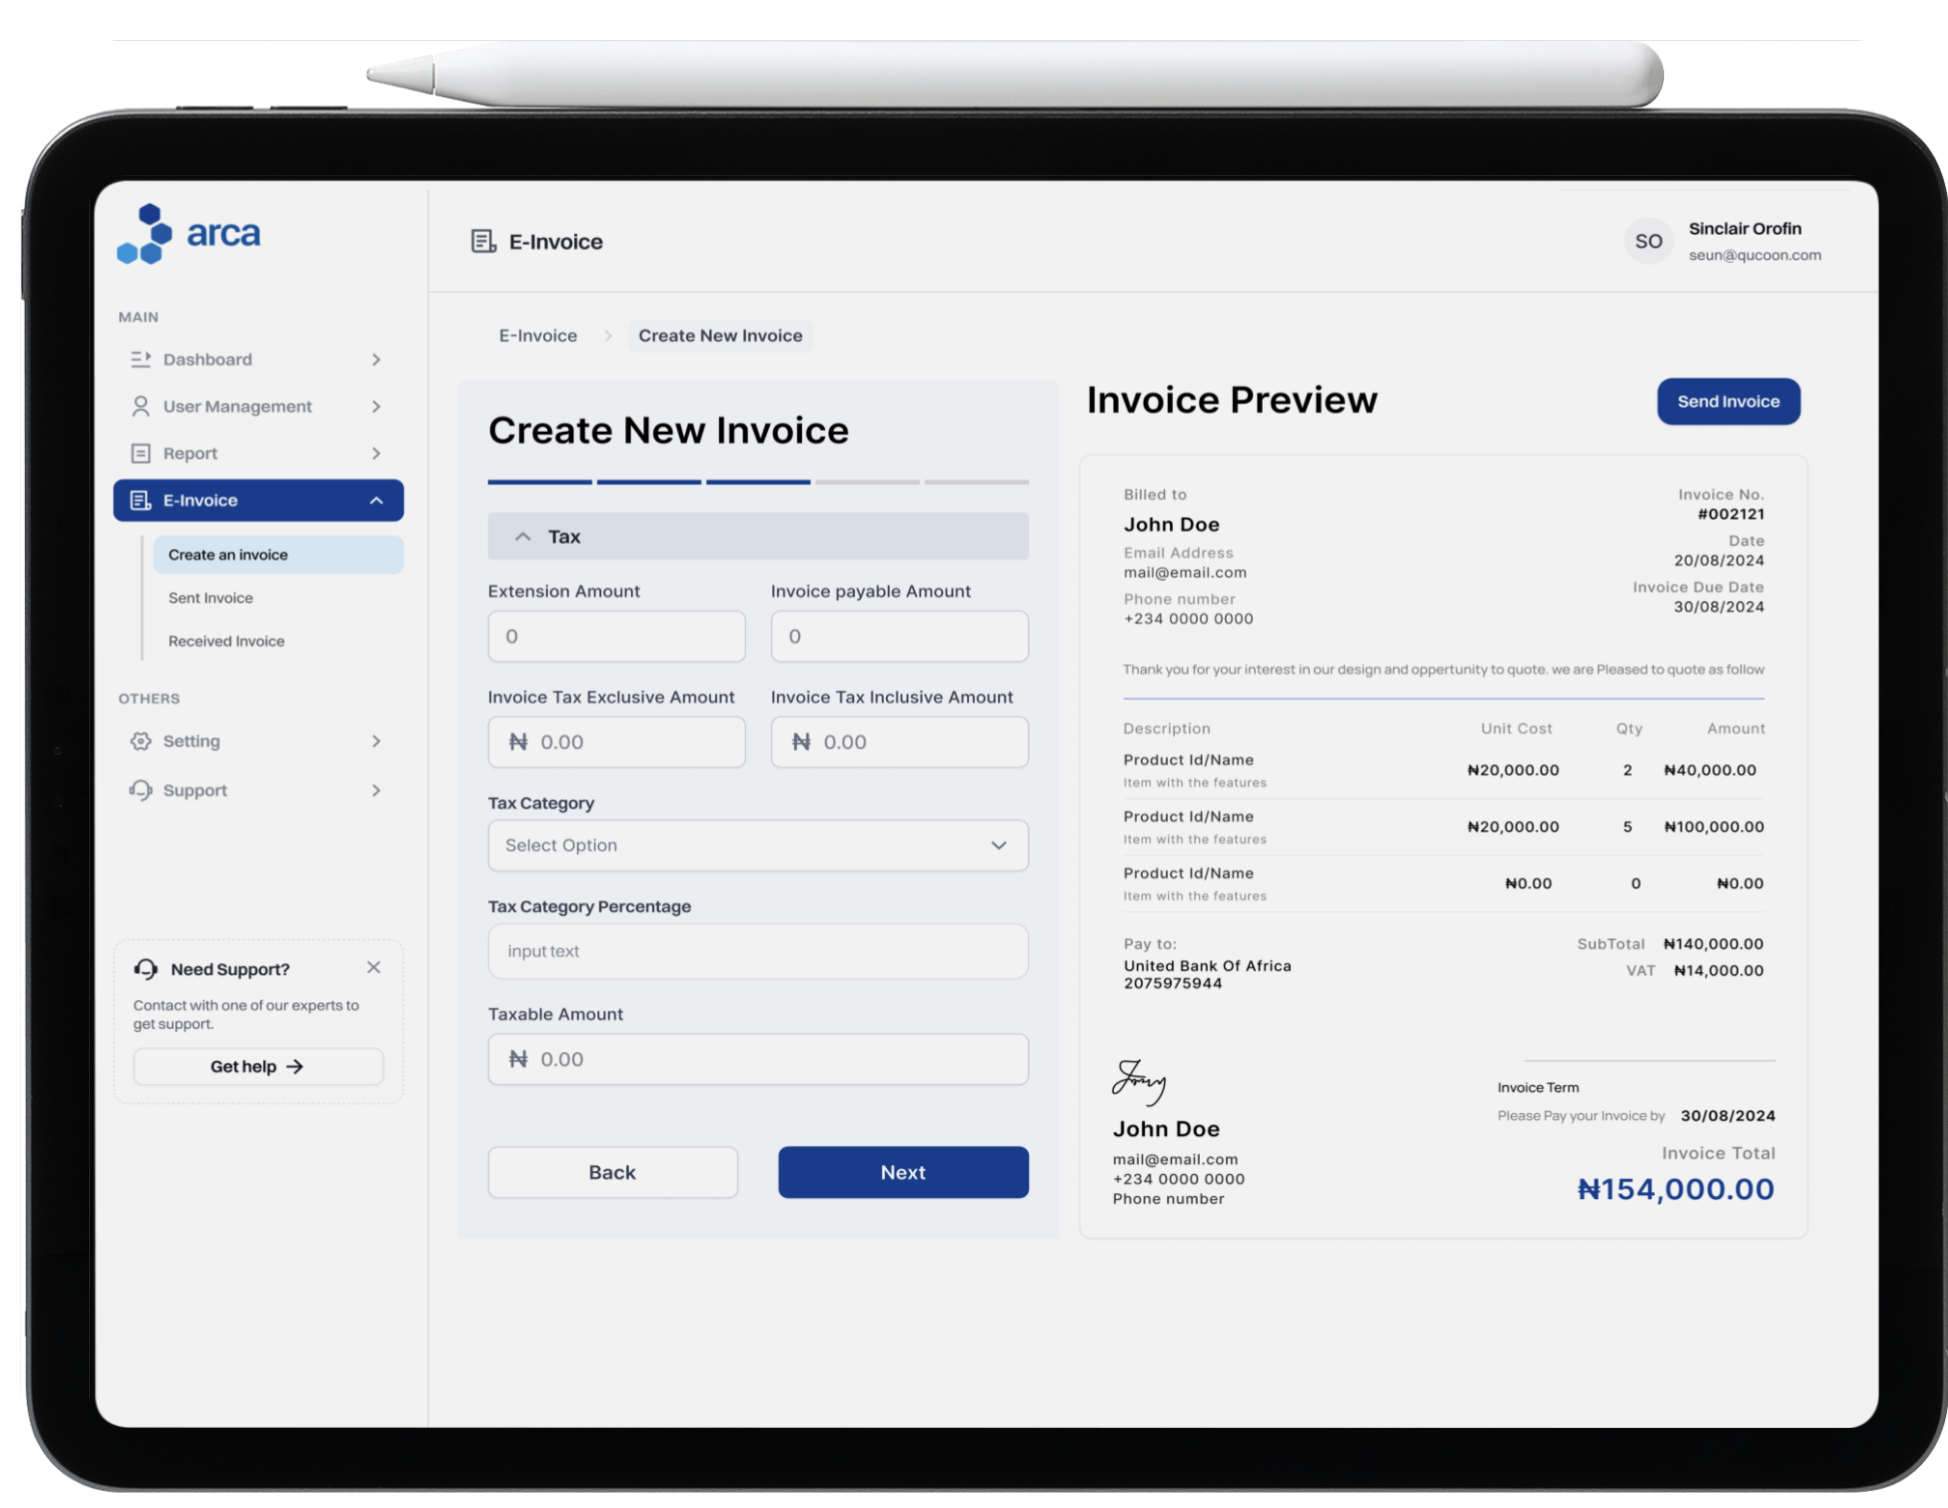 arca
MAIN
Dashboard
User Management
Report
E-Invoice
Create an invoice
Sent Invoice
Received Invoice
OTHERS
Setting
Support
Need Support?
Contact with one of our experts to
get support.
Get help →
E-Invoice
SO
Sinclair Orofin
seun@qucoon.com
E-Invoice > Create New Invoice
Create New Invoice
Tax
Extension Amount Invoice payable Amount
0 0
Invoice Tax Exclusive Amount Invoice Tax Inclusive Amount
₦ 0.00 ₦ 0.00
Tax Category
Select Option
Tax Category Percentage
input text
Taxable Amount
₦ 0.00
Back Next
Invoice Preview
Send Invoice
Billed to
John Doe
Email Address
mail@email.com
Phone number
+234 0000 0000
Invoice No.
#002121
Date
20/08/2024
Invoice Due Date
30/08/2024
Thank you for your interest in our design and oppertunity to quote. we are Pleased to quote as follow
Description Unit Cost Qty Amount
Product Id/Name
Item with the features
₦20,000.00 2 ₦40,000.00
Product Id/Name
Item with the features
₦20,000.00 5 ₦100,000.00
Product Id/Name
Item with the features
₦0.00 0 ₦0.00
Pay to:
United Bank Of Africa
2075975944
SubTotal ₦140,000.00
VAT ₦14,000.00
John Doe
mail@email.com
+234 0000 0000
Phone number
Invoice Term
Please Pay your Invoice by 30/08/2024
Invoice Total
₦154,000.00